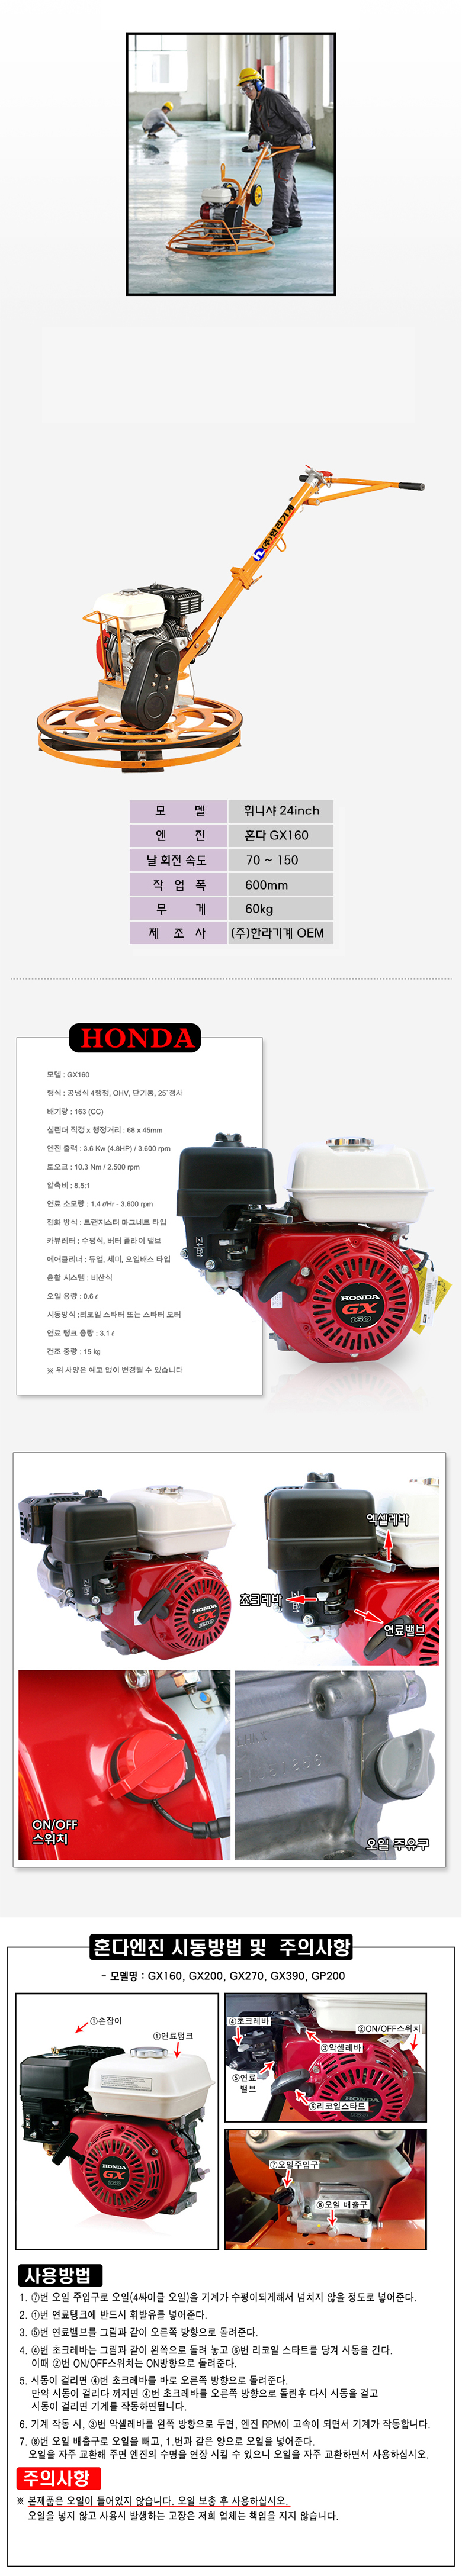 (주)한라기계
모 델 휘니샤 24inch
엔 진 혼다 GX160
날 회전 속도 70 ~ 150
작 업 폭 600mm
무 게 60kg
제 조 사 (주)한라기계 OEM
HONDA
모델 : GX160
형식 : 공냉식 4행정, OHV, 단기통, 25˚경사
배기량 : 163 (CC)
실린더 직경 x 행정거리 : 68 x 45mm
엔진 출력 : 3.6 Kw (4.8HP) / 3.600 rpm
토오크 : 10.3 Nm / 2.500 rpm
압축비 : 8.5:1
연료 소모량 : 1.4 ℓ/Hr - 3.600 rpm
점화 방식 : 트랜지스터 마그네트 타입
카뷰레터 : 수평식, 버터 플라이 밸브
에어클리너 : 듀얼, 세미, 오일배스 타입
윤활 시스템 : 비산식
오일 용량 : 0.6 ℓ
시동방식 :리코일 스타터 또는 스타터 모터
연료 탱크 용량 : 3.1 ℓ
건조 중량 : 15 kg
※ 위 사양은 예고 없이 변경될 수 있습니다
HONDA
GX
160
HONDA
GX
160
엑셀레바
쵸크레바
연료밸브
ON/OFF
스위치
오일 주유구
혼다엔진 시동방법 및 주의사항
- 모델명 : GX160, GX200, GX270, GX390, GP200
①손잡이
①연료탱크
HONDA
GX
160
④초크레바
②ON/OFF스위치
③악셀레바
⑤연료
밸브
⑥리코일스타트
⑦오일주입구
⑧오일 배출구
사용방법
1. ⑦번 오일 주입구로 오일(4싸이클 오일)을 기계가 수평이되게해서 넘치지 않을 정도로 넣어준다.
2. ①번 연료탱크에 반드시 휘발유를 넣어준다.
3. ⑤번 연료밸브를 그림과 같이 오른쪽 방향으로 돌려준다.
4. ④번 초크레바는 그림과 같이 왼쪽으로 돌려 놓고 ⑥번 리코일 스타트를 당겨 시동을 건다.
이때 ②번 ON/OFF스위치는 ON방향으로 돌려준다.
5. 시동이 걸리면 ④번 초크레바를 바로 오른쪽 방향으로 돌려준다.
만약 시동이 걸리다 꺼지면 ④번 초크레바를 오른쪽 방향으로 돌린후 다시 시동을 걸고
시동이 걸리면 기계를 작동하면됩니다.
6. 기계 작동 시, ③번 악셀레바를 왼쪽 방향으로 두면, 엔진 RPM이 고속이 되면서 기계가 작동합니다.
7. ⑧번 오일 배출구로 오일을 빼고, 1.번과 같은 양으로 오일을 넣어준다.
오일을 자주 교환해 주면 엔진의 수명을 연장 시킬 수 있으니 오일을 자주 교환하면서 사용하십시오.
주의사항
※ 본제품은 오일이 들어있지 않습니다. 오일 보충 후 사용하십시오.
오일을 넣지 않고 사용시 발생하는 고장은 저희 업체는 책임을 지지 않습니다.